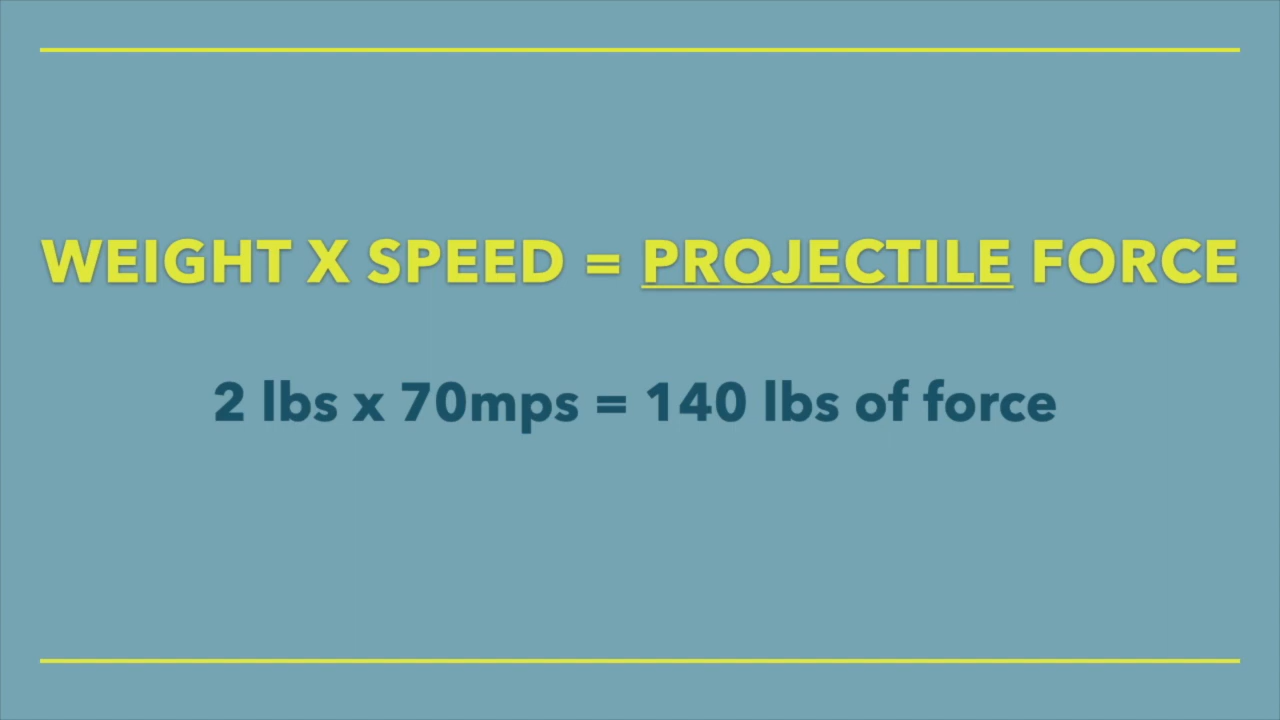 WEIGHT X SPEED = PROJECTILE FORCE
2 lbs x 70mps = 140 lbs of force